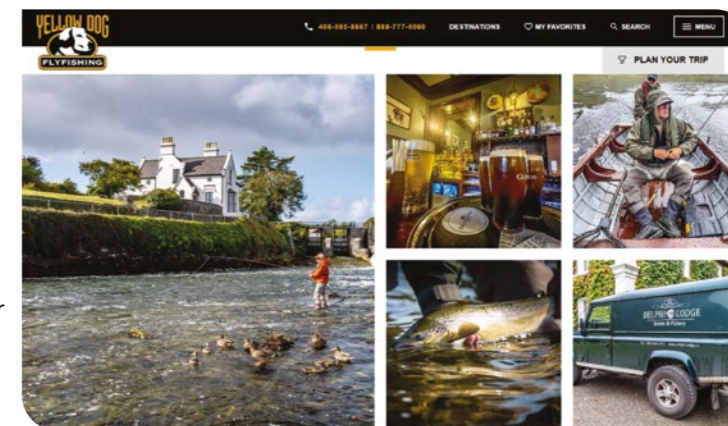 YELLOW DOG
FLYFISHING
406-585-8667 | 888-777-5060
DESTINATIONS
MY FAVORITES
SEARCH
MENU
PLAN YOUR TRIP
DELPHI LODGE
Estate & Fishery
r